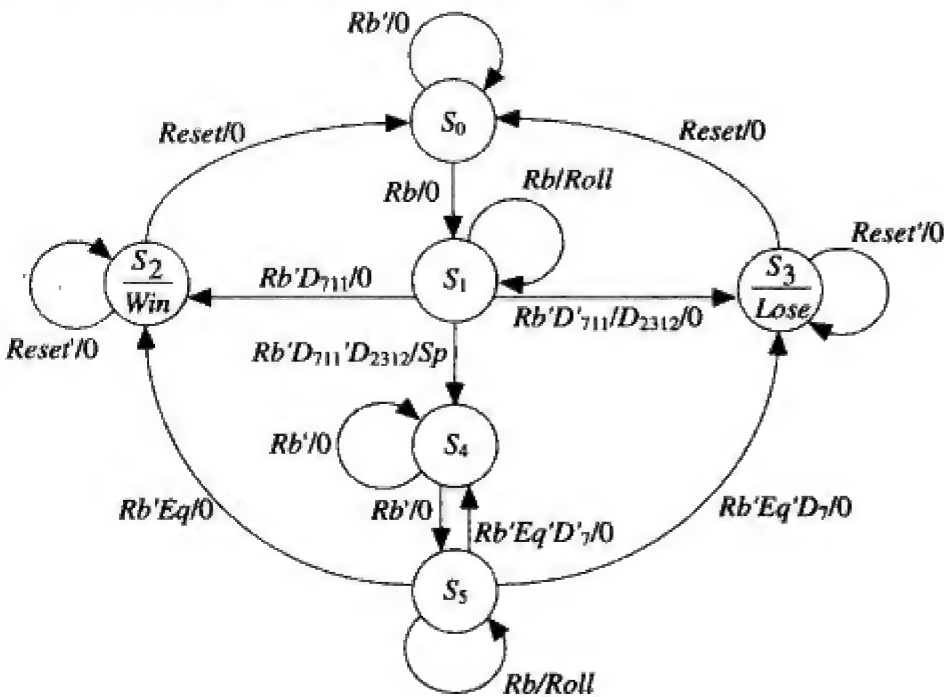 Rb'/0
S0
Reset/0
Reset/0
Rb/0
Rb/Roll
S2
Win
Reset'/0
Rb'D711/0
S1
Rb'D'711/D2312/0
S3
Lose
Reset'/0
Rb'D711'D2312/Sp
Rb'/0
S4
Rb'/0
Rb'Eq'D'7/0
Rb'Eq/0
Rb'Eq'D7/0
S5
Rb/Roll